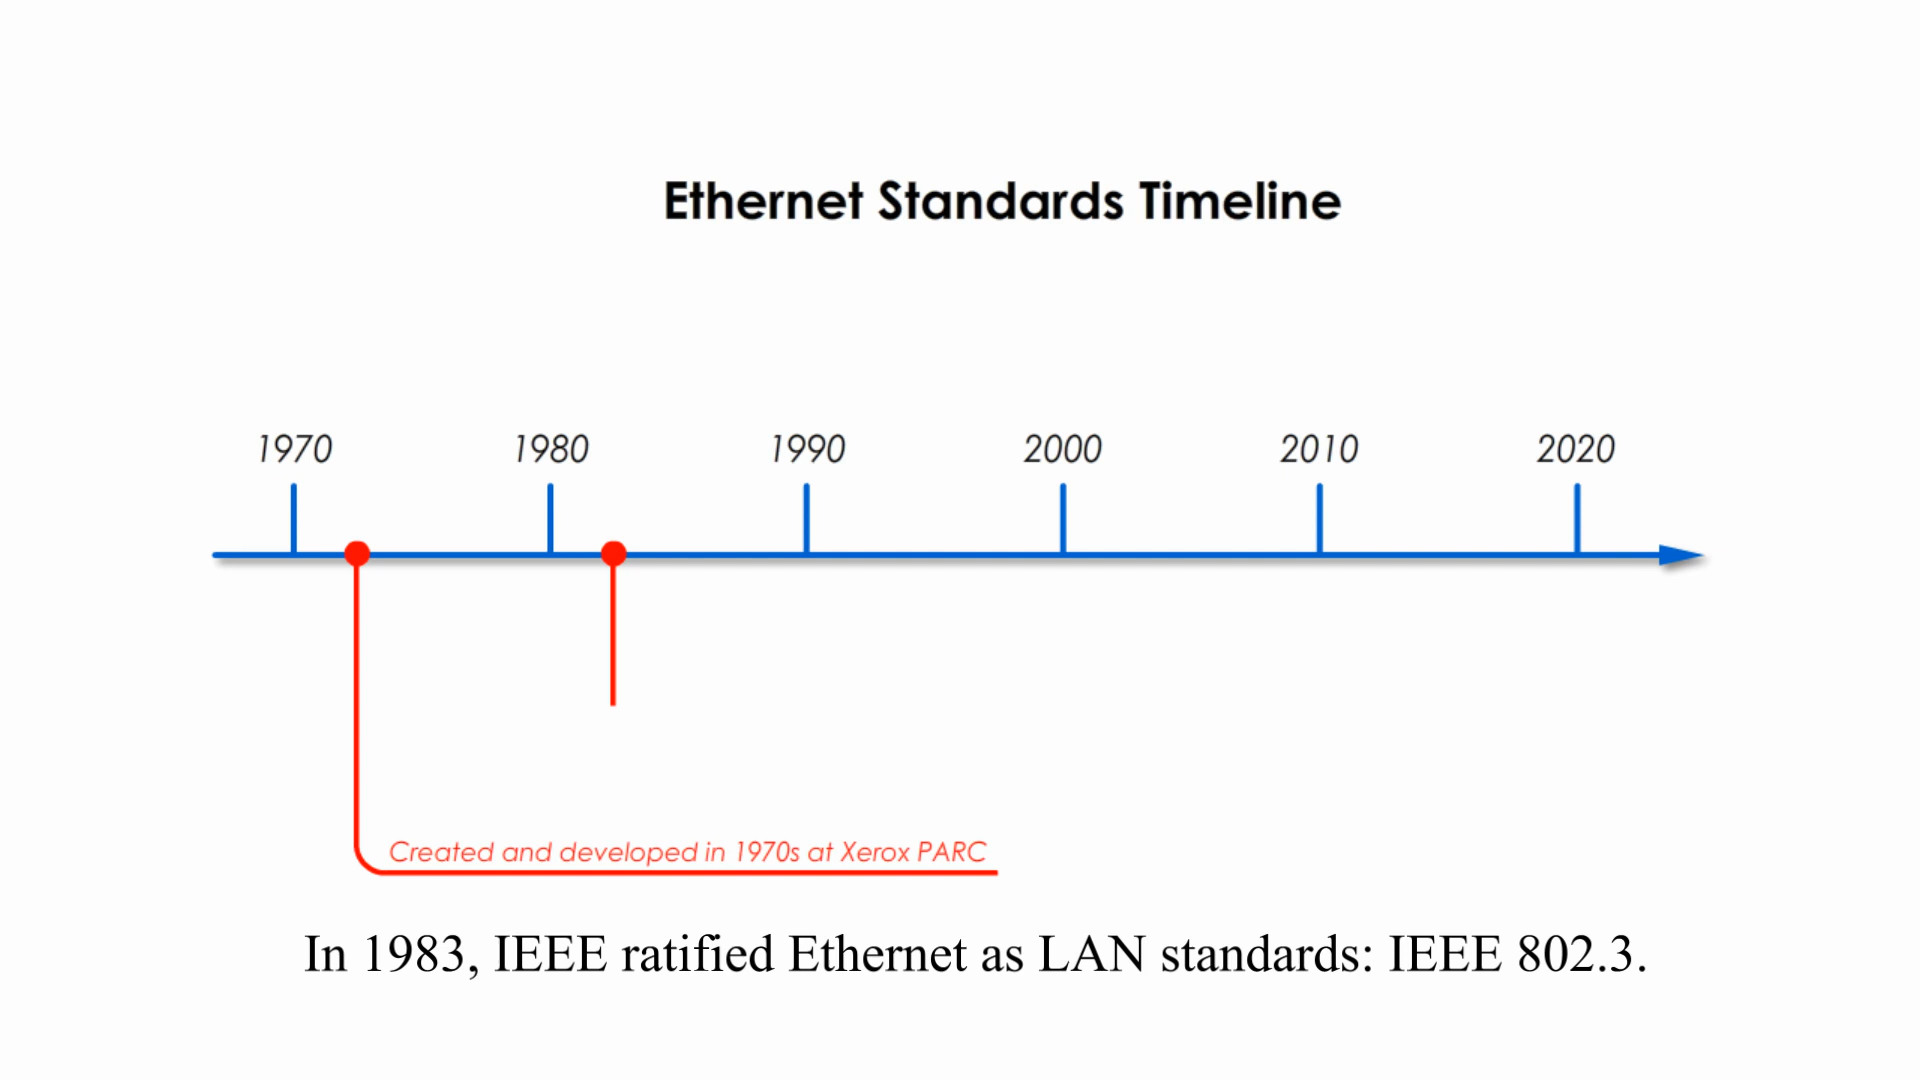 Ethernet Standards Timeline
1970 1980 1990 2000 2010 2020
Created and developed in 1970s at Xerox PARC
In 1983, IEEE ratified Ethernet as LAN standards: IEEE 802.3.